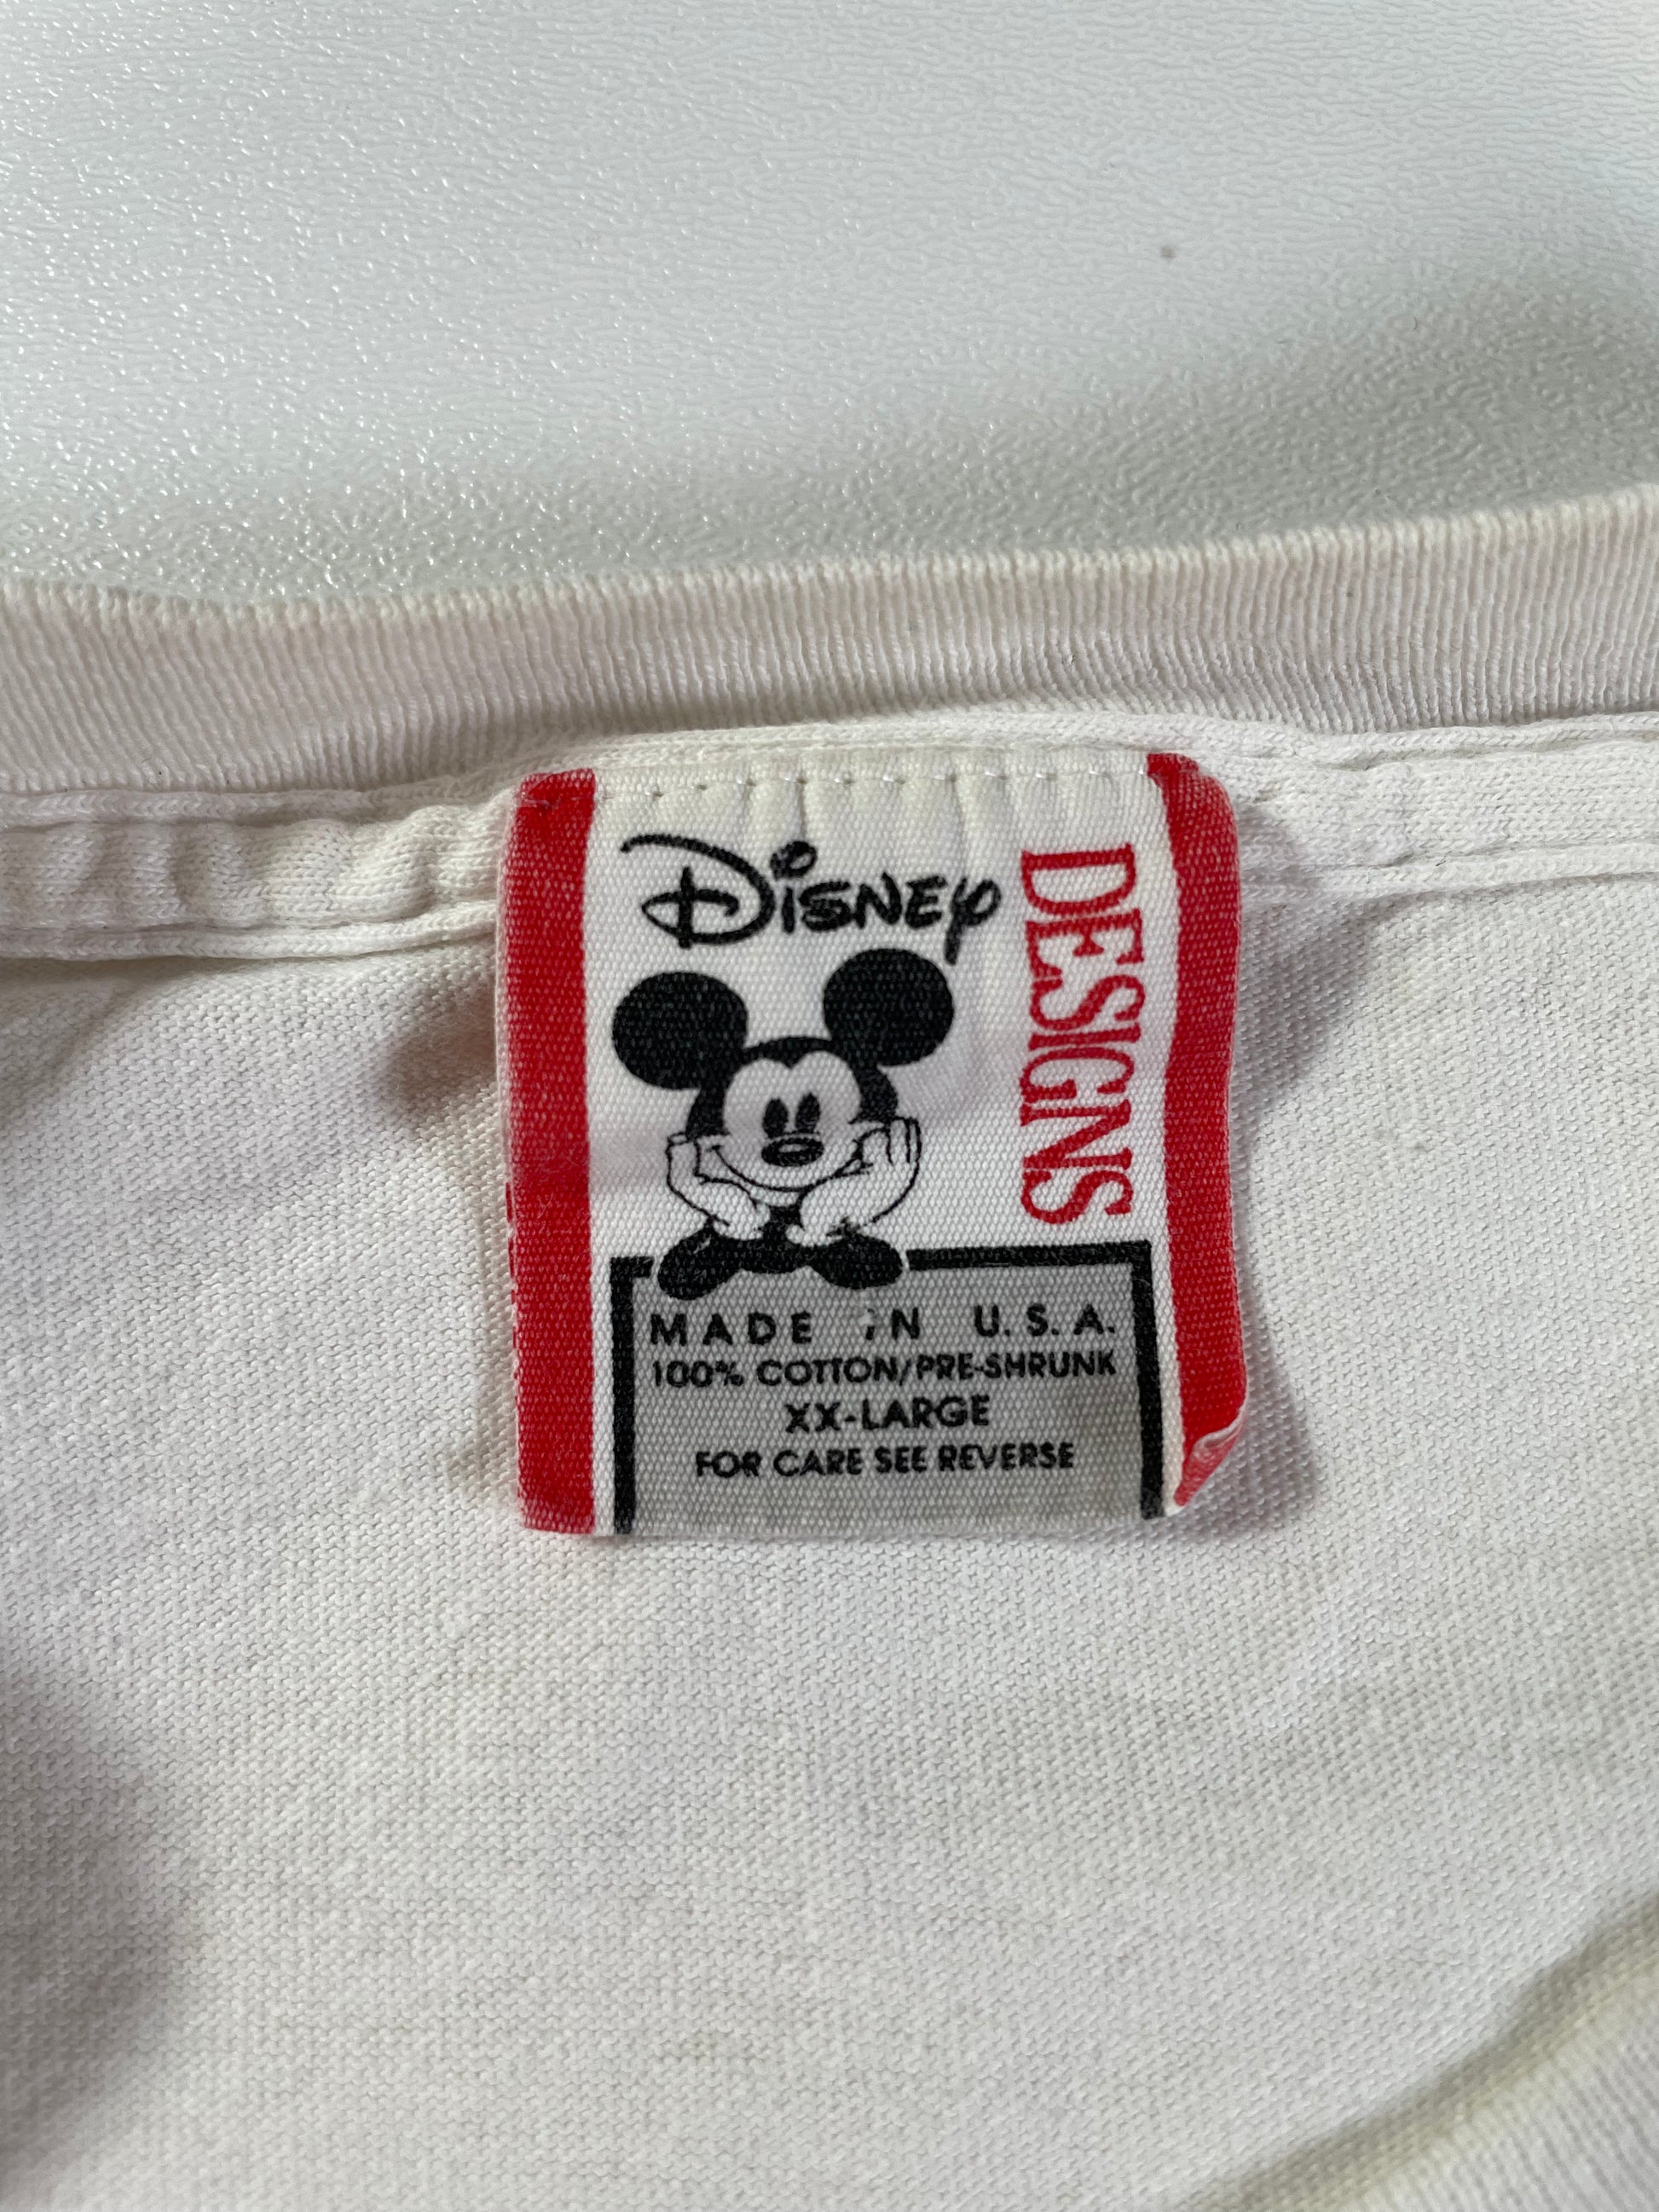 Disney
DESIGNS
MADE IN U.S.A.
100% COTTON/PRE-SHRUNK
XX-LARGE
FOR CARE SEE REVERSE